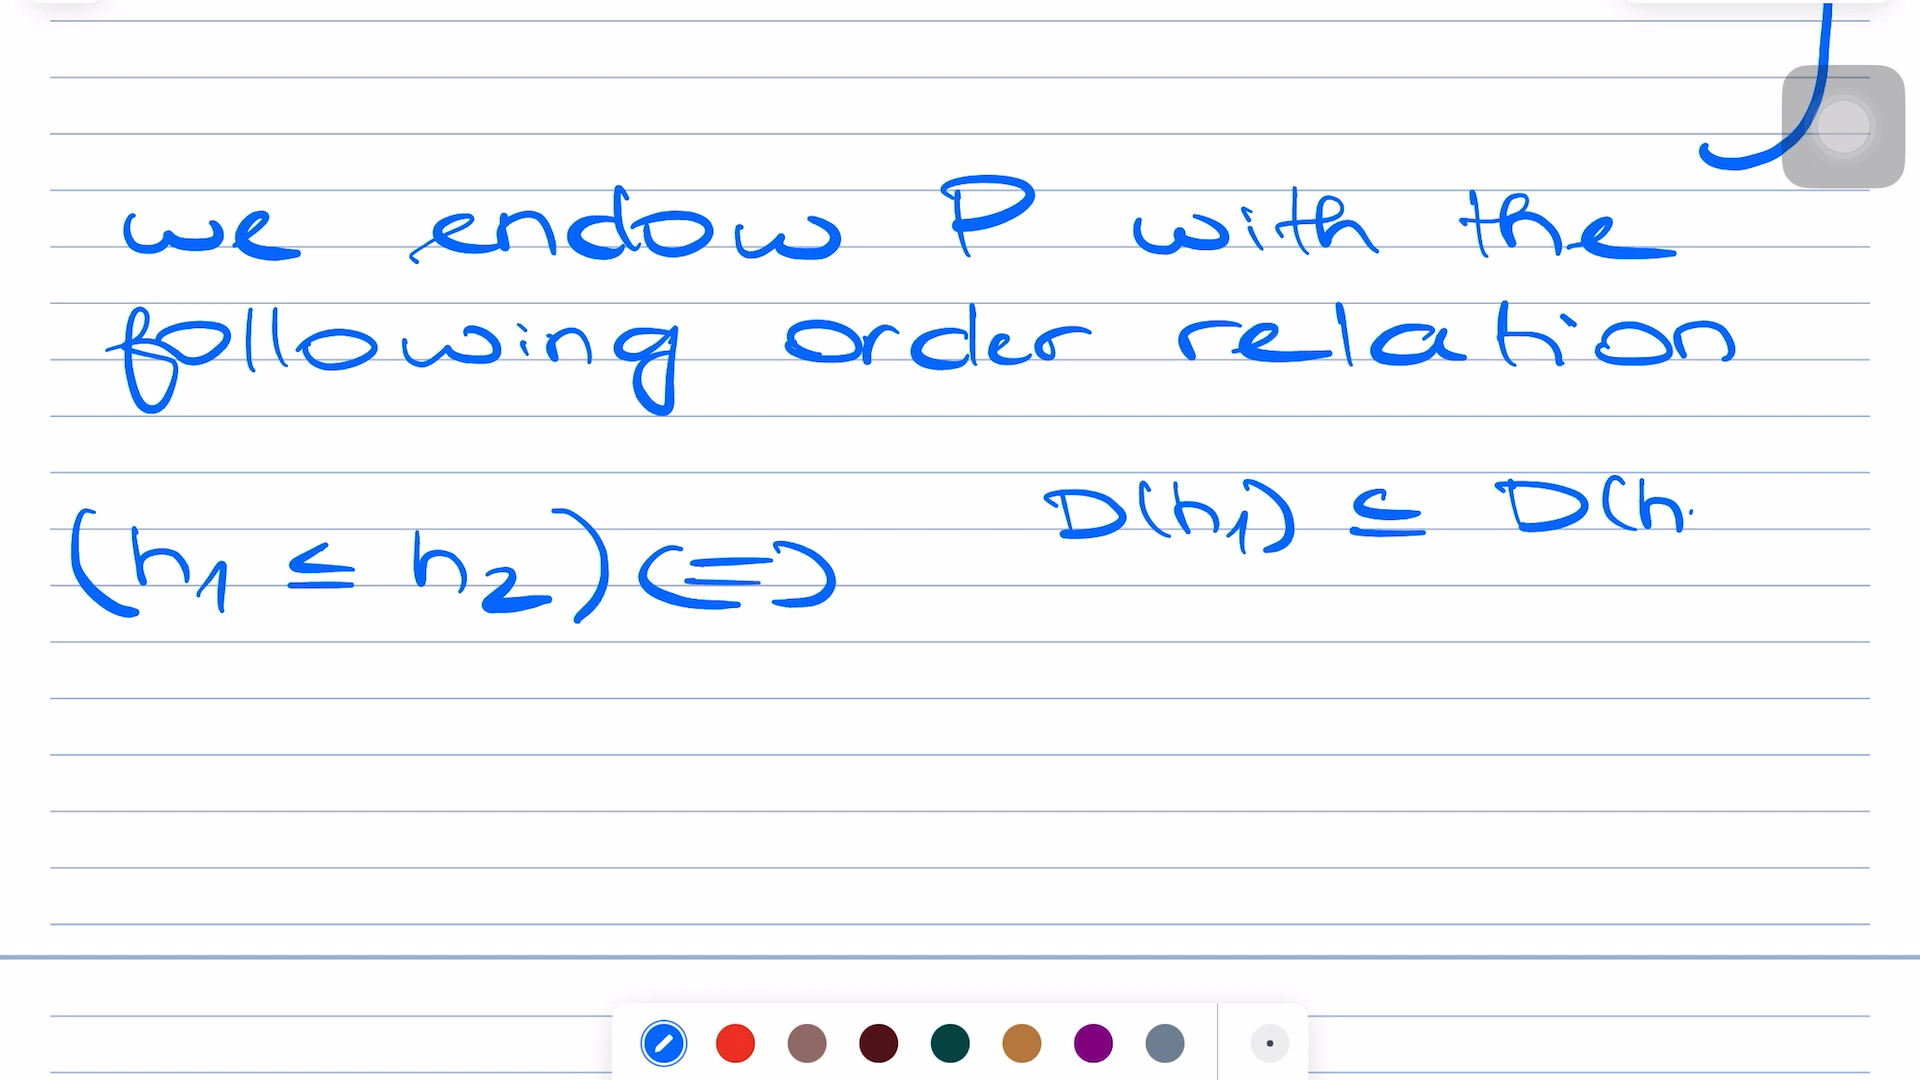 we endow P with the
following order relation
D(h₁) ⊆ D(h
(h₁ ≤ h₂) (=)